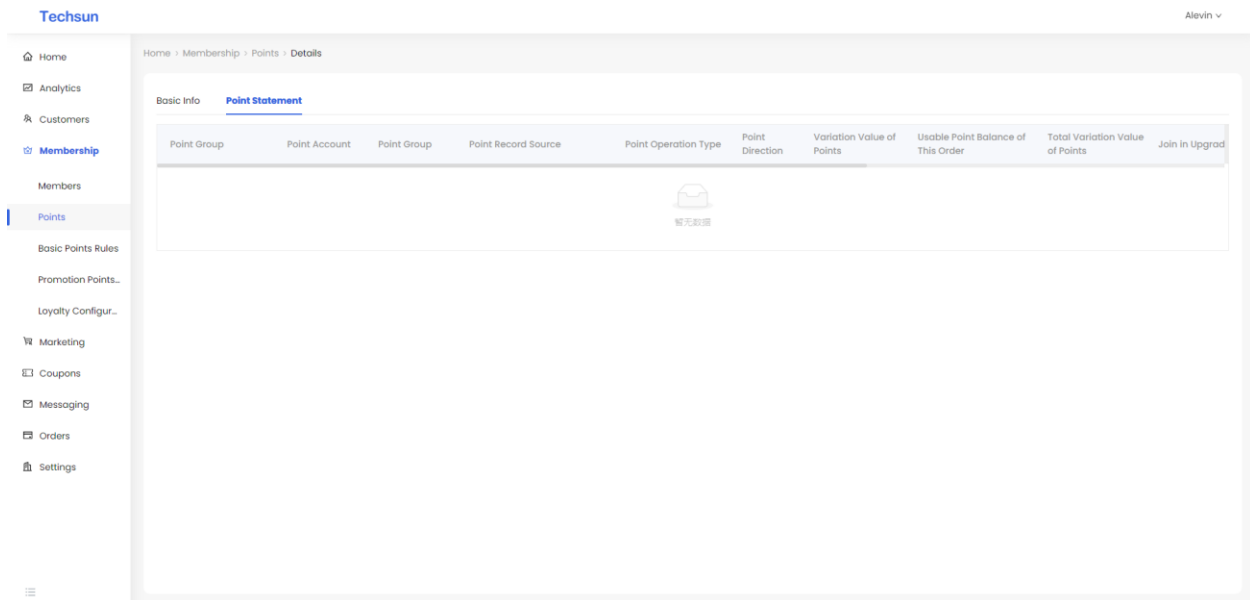 Techsun
Alevin
Home
Analytics
Customers
Membership
Members
Points
Basic Points Rules
Promotion Points...
Loyalty Configur...
Marketing
Coupons
Messaging
Orders
Settings
Home > Membership > Points > Details
Basic Info Point Statement
Point Group Point Account Point Group Point Record Source Point Operation Type Point Direction Variation Value of Points Usable Point Balance of This Order Total Variation Value of Points Join in Upgrad
暂无数据